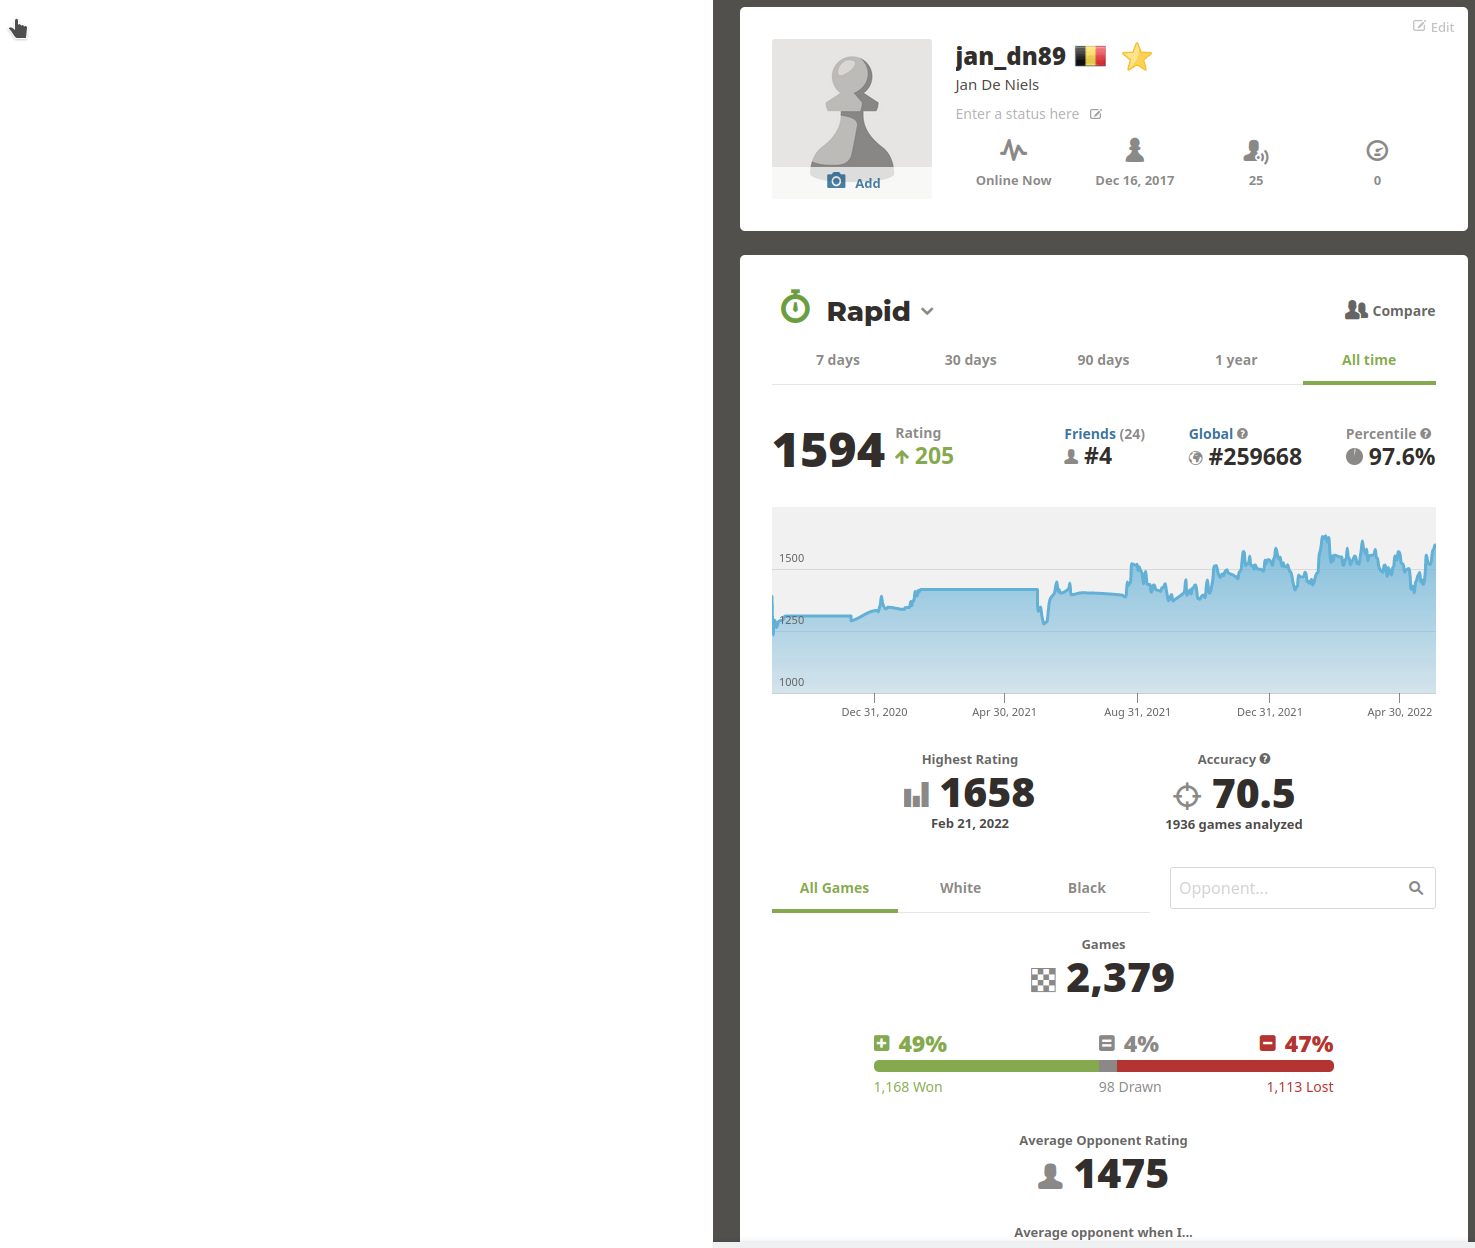 Edit
jan_dn89
Jan De Niels
Enter a status here
Add
Online Now
Dec 16, 2017
25
0
Rapid
Compare
7 days
30 days
90 days
1 year
All time
1594
Rating
205
Friends (24)
#4
Global
#259668
Percentile
97.6%
1500
1250
1000
Dec 31, 2020
Apr 30, 2021
Aug 31, 2021
Dec 31, 2021
Apr 30, 2022
Highest Rating
1658
Feb 21, 2022
Accuracy
70.5
1936 games analyzed
All Games
White
Black
Opponent...
Games
2,379
49%
4%
47%
1,168 Won
98 Drawn
1,113 Lost
Average Opponent Rating
1475
Average opponent when I...